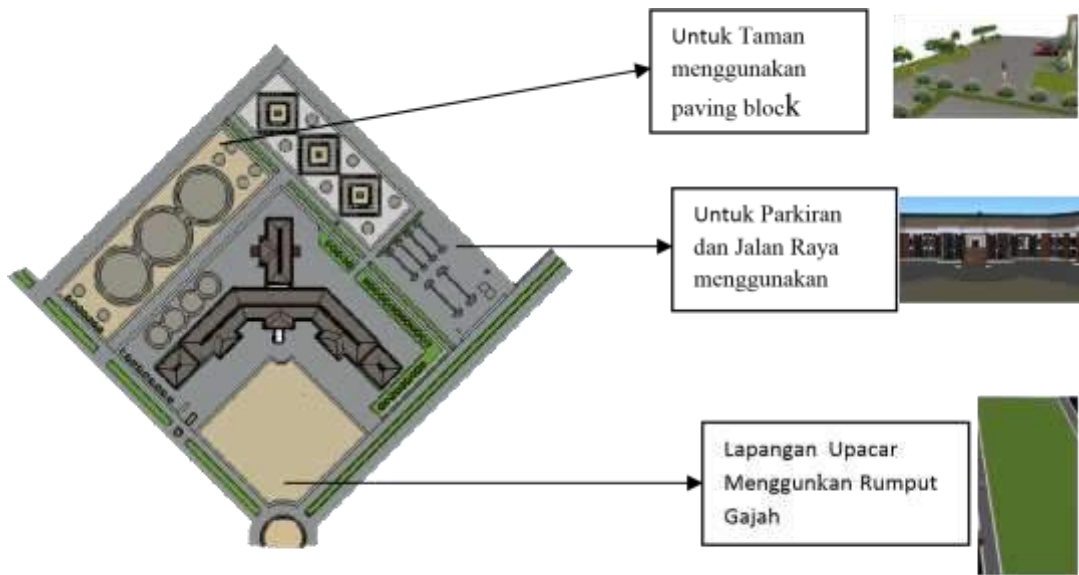 Untuk Taman
menggunakan
paving block
Untuk Parkiran
dan Jalan Raya
menggunakan
Lapangan Upacar
Menggunkan Rumput
Gajah